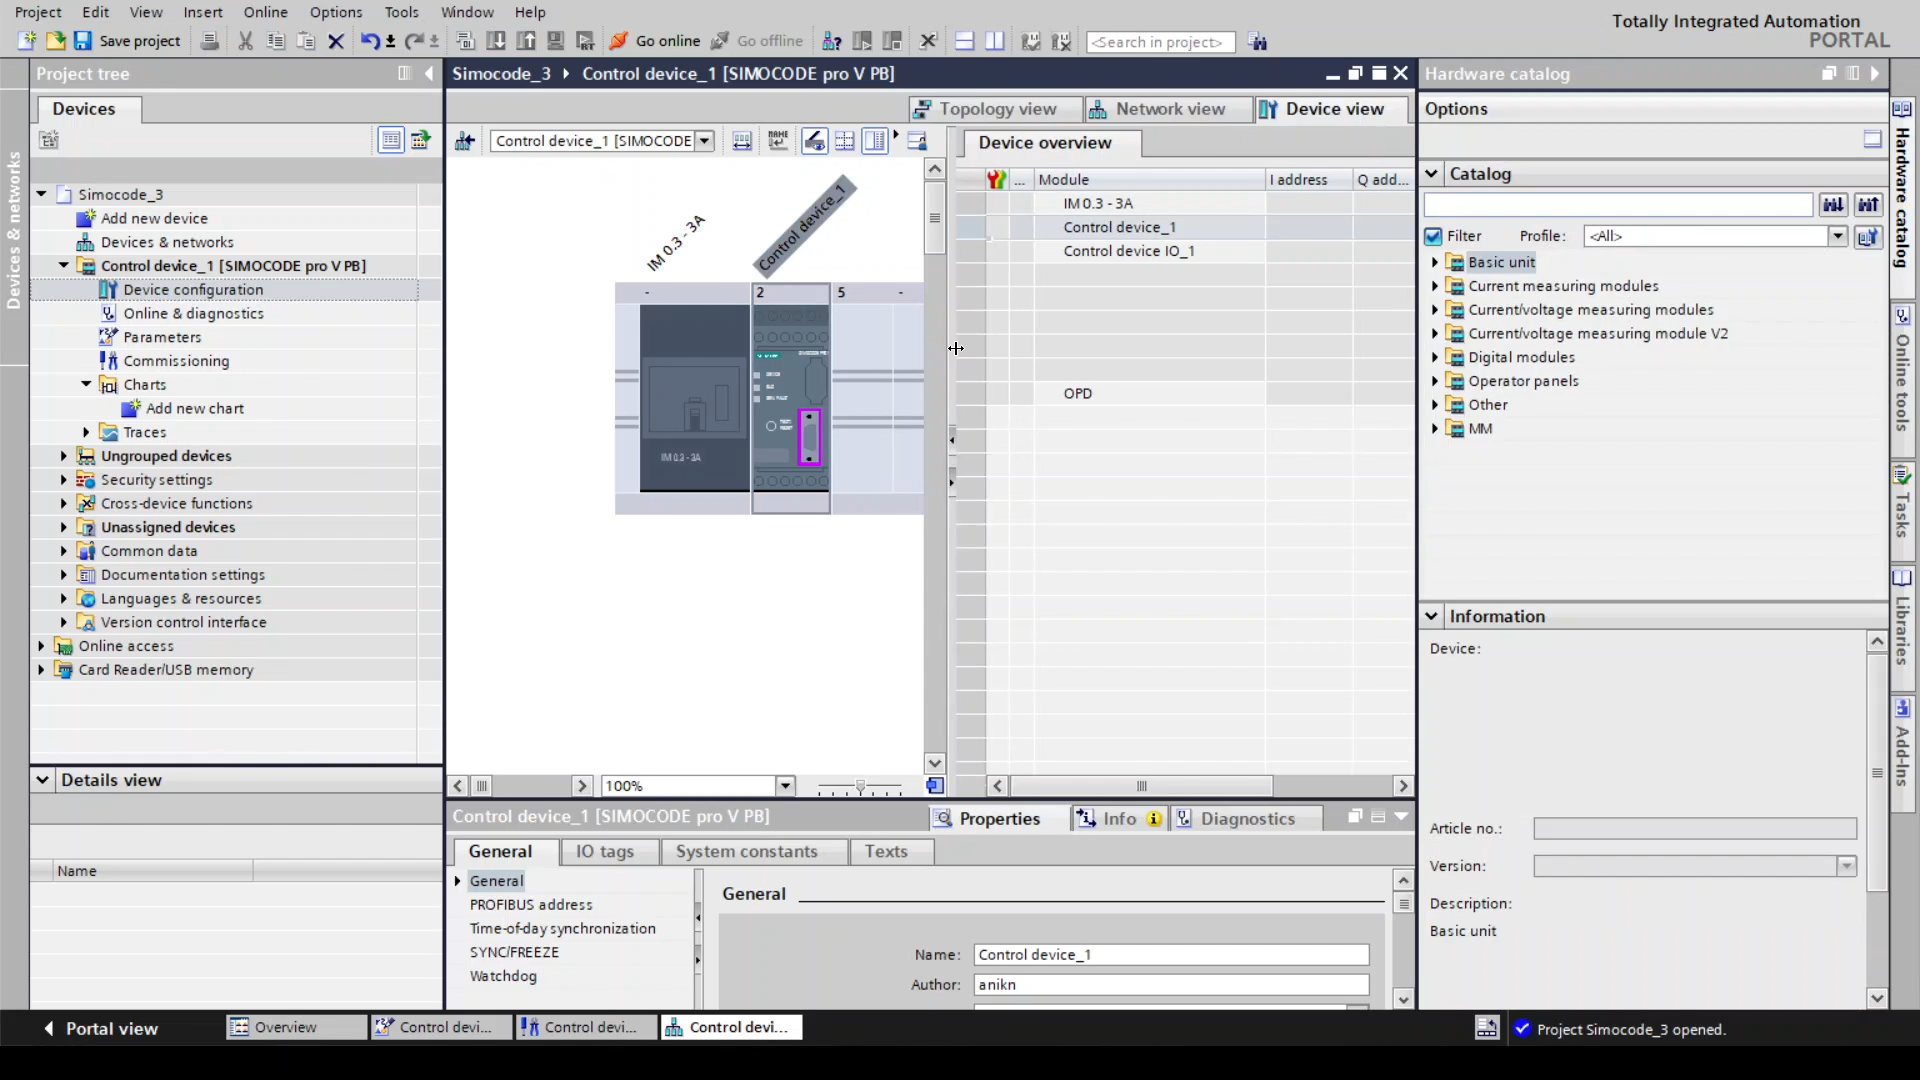 Project Edit View Insert Online Options Tools Window Help
Totally Integrated Automation
PORTAL
Save project
Go online
Go offline
<Search in project>
Project tree
Simocode_3 Control device_1 [SIMOCODE pro V PB]
Hardware catalog
Devices
Topology view
Network view
Device view
Options
Control device_1 [SIMOCODE
Device overview
Catalog
... Module I address Q add...
Simocode_3
Add new device
Devices & networks
Control device_1 [SIMOCODE pro V PB]
Device configuration
Online & diagnostics
Parameters
Commissioning
Charts
Add new chart
Traces
Ungrouped devices
Security settings
Cross-device functions
Unassigned devices
Common data
Documentation settings
Languages & resources
Version control interface
Online access
Card Reader/USB memory
Devices & networks
IM 0.3 - 3A
Control device_1
- 2 5 -
IM 0.3 - 3A
IM 0.3 - 3A
Control device_1
Control device IO_1
OPD
Filter Profile: <All>
Basic unit
Current measuring modules
Current/voltage measuring modules
Current/voltage measuring module V2
Digital modules
Operator panels
Other
MM
Hardware catalog
Online tools
Tasks
Libraries
Add-Ins
Information
Device:
Article no.:
Version:
Description:
Basic unit
100%
Details view
Name
Control device_1 [SIMOCODE pro V PB]
Properties
Info
Diagnostics
General
IO tags
System constants
Texts
General
PROFIBUS address
Time-of-day synchronization
SYNC/FREEZE
Watchdog
General
Name: Control device_1
Author: anikn
Portal view
Overview
Control devi...
Control devi...
Control devi...
Project Simocode_3 opened.